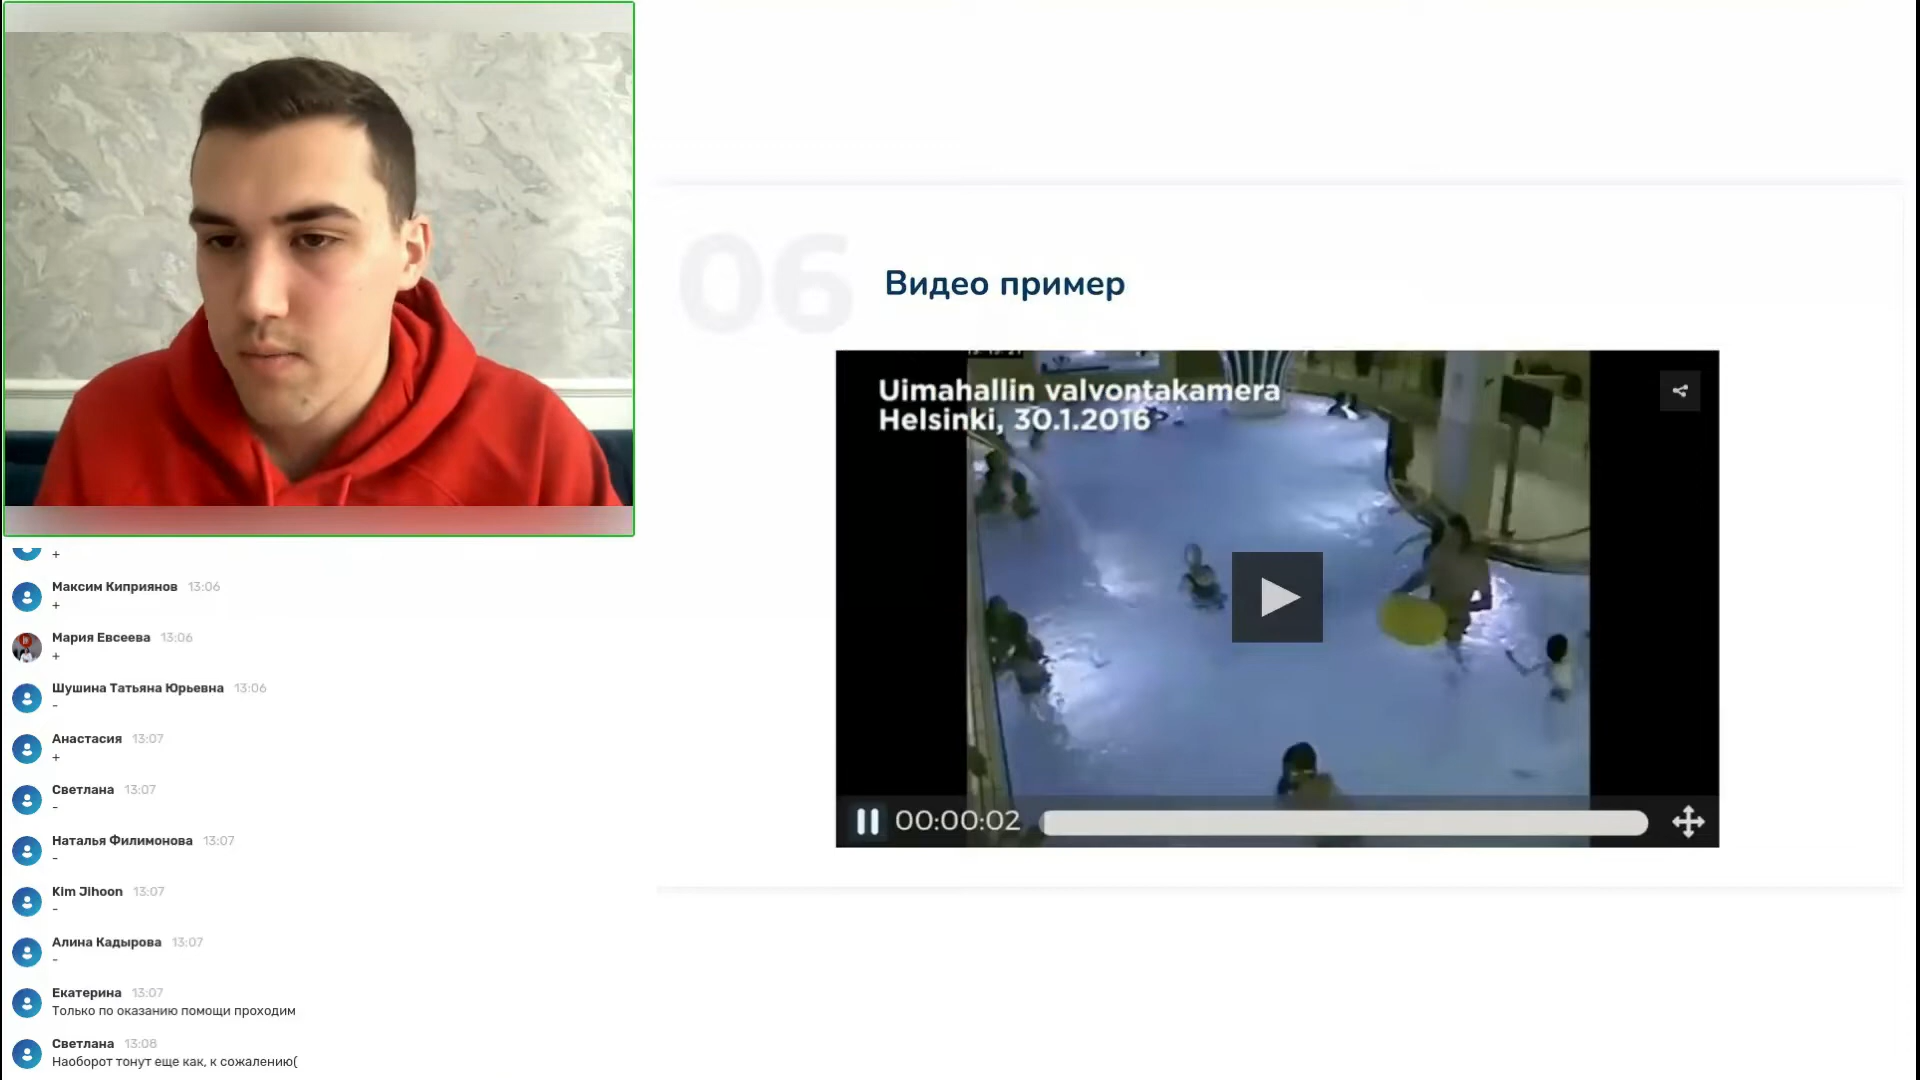 +
Максим Киприянов 13:06
+
Мария Евсеева 13:06
+
Шушина Татьяна Юрьевна 13:06
-
Анастасия 13:07
+
Светлана 13:07
-
Наталья Филимонова 13:07
-
Kim Jihoon 13:07
-
Алина Кадырова 13:07
-
Екатерина 13:07
Только по оказанию помощи проходим
Светлана 13:08
Наоборот тонут еще как, к сожалению(
06
Видео пример
Uimahallin valvontakamera
Helsinki, 30.1.2016
00:00:02